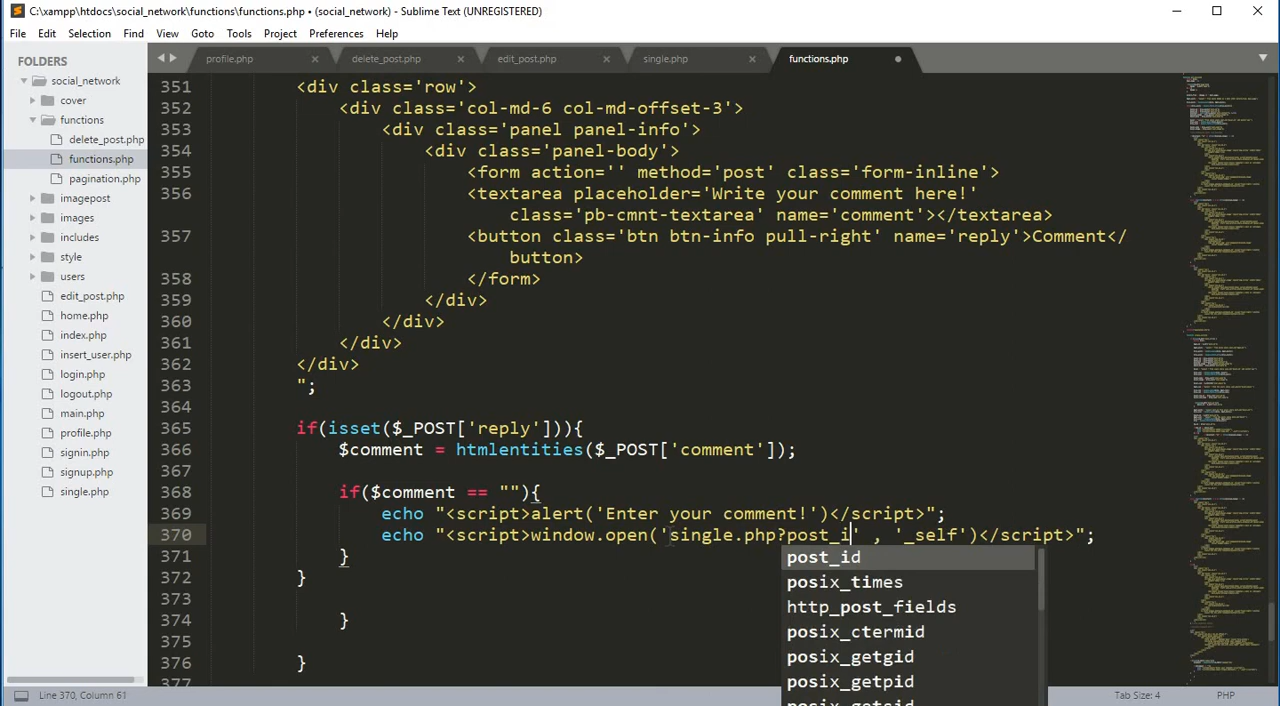 C:\xampp\htdocs\social_network\functions\functions.php • (social_network) - Sublime Text (UNREGISTERED)
File Edit Selection Find View Goto Tools Project Preferences Help
FOLDERS
social_network
cover
functions
delete_post.php
functions.php
pagination.php
imagepost
images
includes
style
users
edit_post.php
home.php
index.php
insert_user.php
login.php
logout.php
main.php
profile.php
signin.php
signup.php
single.php
profile.php × delete_post.php × edit_post.php × single.php × functions.php
351 <div class='row'>
352 <div class='col-md-6 col-md-offset-3'>
353 <div class='panel panel-info'>
354 <div class='panel-body'>
355 <form action='' method='post' class='form-inline'>
356 <textarea placeholder='Write your comment here!'
class='pb-cmnt-textarea' name='comment'></textarea>
357 <button class='btn btn-info pull-right' name='reply'>Comment</
button>
358 </form>
359 </div>
360 </div>
361 </div>
362 </div>
363 ";
364
365 if(isset($_POST['reply'])){
366 $comment = htmlentities($_POST['comment']);
367
368 if($comment == ""){
369 echo "<script>alert('Enter your comment!')</script>";
370 echo "<script>window.open('single.php?post_i' , '_self')</script>";
371 }
372 }
373
374 }
375
376 }
377
post_id
posix_times
http_post_fields
posix_ctermid
posix_getgid
posix_getpid
posix_getsid
Line 370, Column 61
Tab Size: 4
PHP